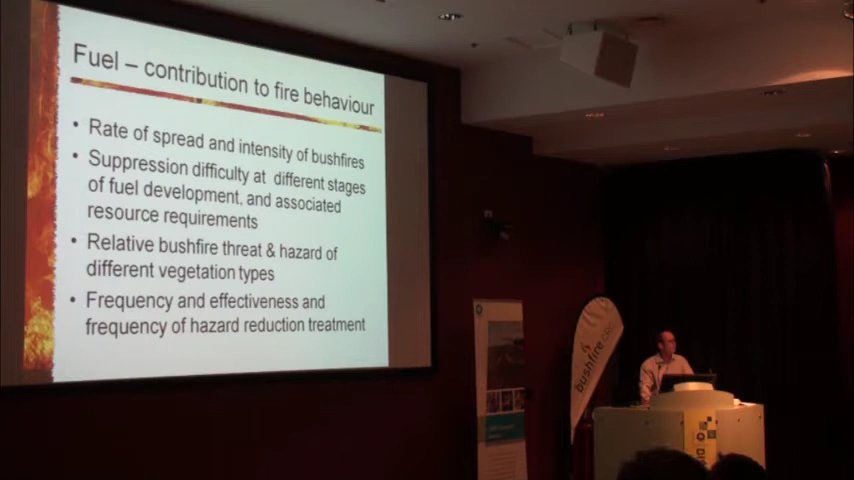 Fuel – contribution to fire behaviour
• Rate of spread and intensity of bushfires
• Suppression difficulty at different stages
of fuel development, and associated
resource requirements
• Relative bushfire threat & hazard of
different vegetation types
• Frequency and effectiveness and
frequency of hazard reduction treatment
bushfire CRC